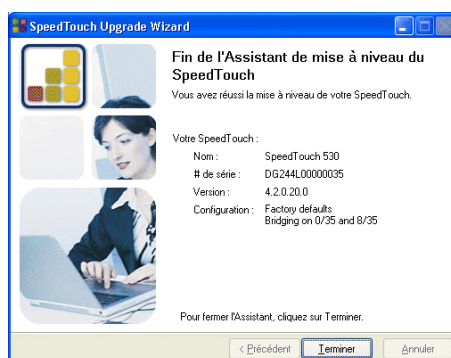 SpeedTouch Upgrade Wizard
Fin de l'Assistant de mise à niveau du
SpeedTouch
Vous avez réussi la mise à niveau de votre SpeedTouch.
Votre SpeedTouch :
Nom : SpeedTouch 530
# de série : DG244L00000035
Version : 4.2.0.20.0
Configuration : Factory defaults
Bridging on 0/35 and 8/35
Pour fermer l'Assistant, cliquez sur Terminer.
< Précédent Terminer Annuler